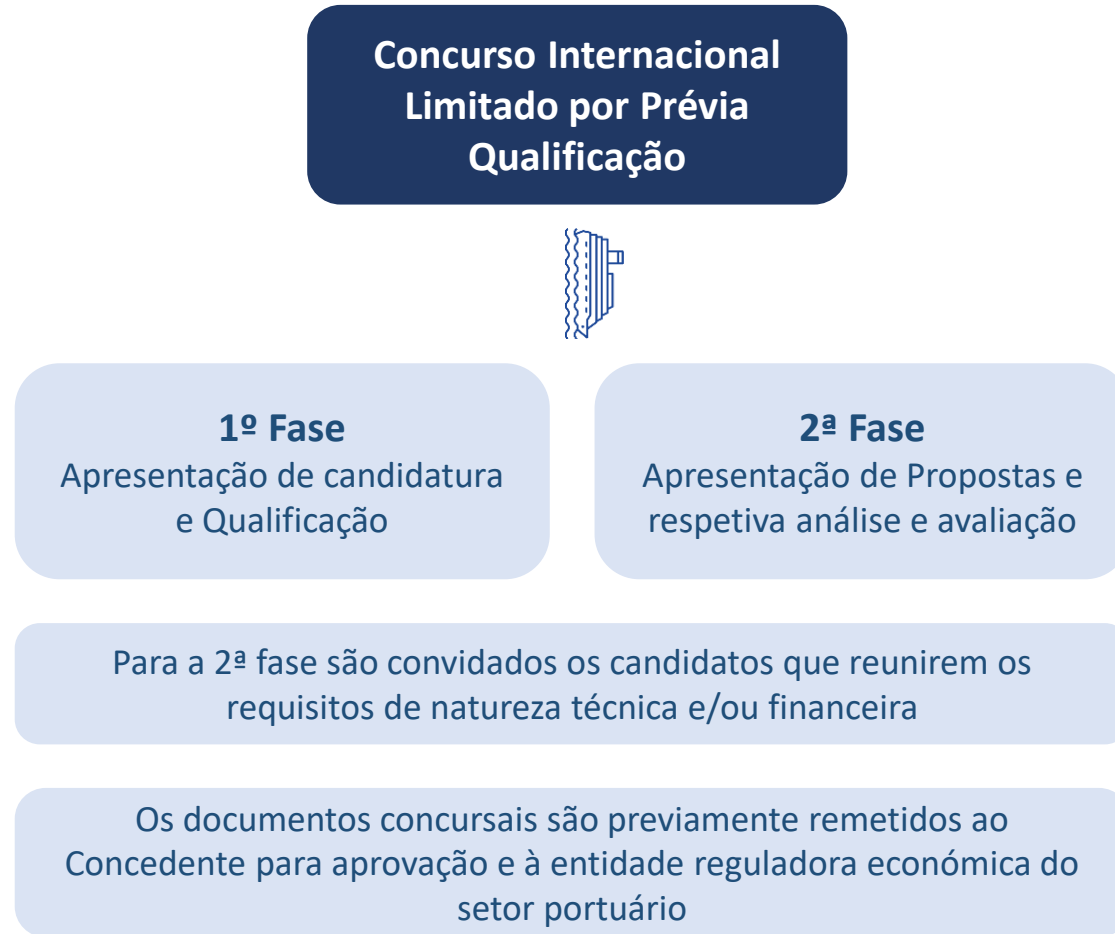 Concurso Internacional
Limitado por Prévia
Qualificação
1º Fase
Apresentação de candidatura
e Qualificação
2ª Fase
Apresentação de Propostas e
respetiva análise e avaliação
Para a 2ª fase são convidados os candidatos que reunirem os
requisitos de natureza técnica e/ou financeira
Os documentos concursais são previamente remetidos ao
Concedente para aprovação e à entidade reguladora económica do
setor portuário